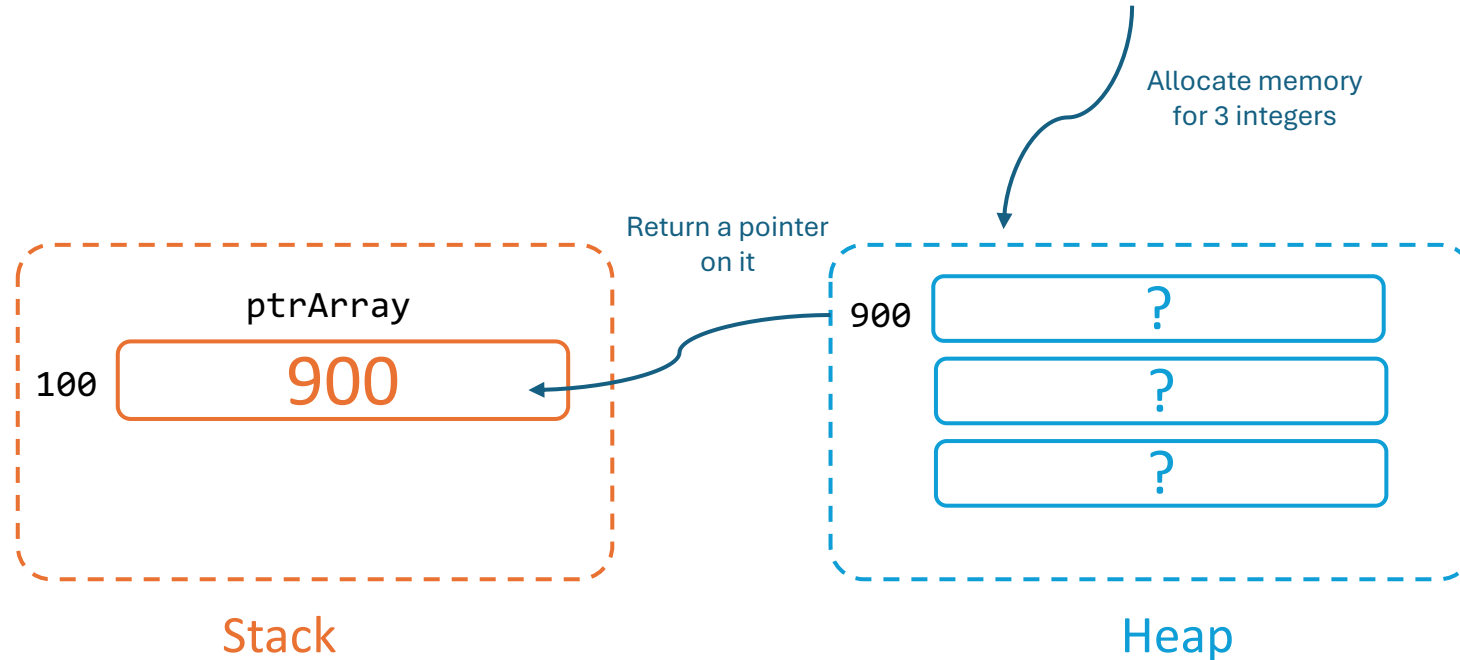 Allocate memory
for 3 integers
Return a pointer
on it
ptrArray
100
900
900
?
?
?
Stack
Heap